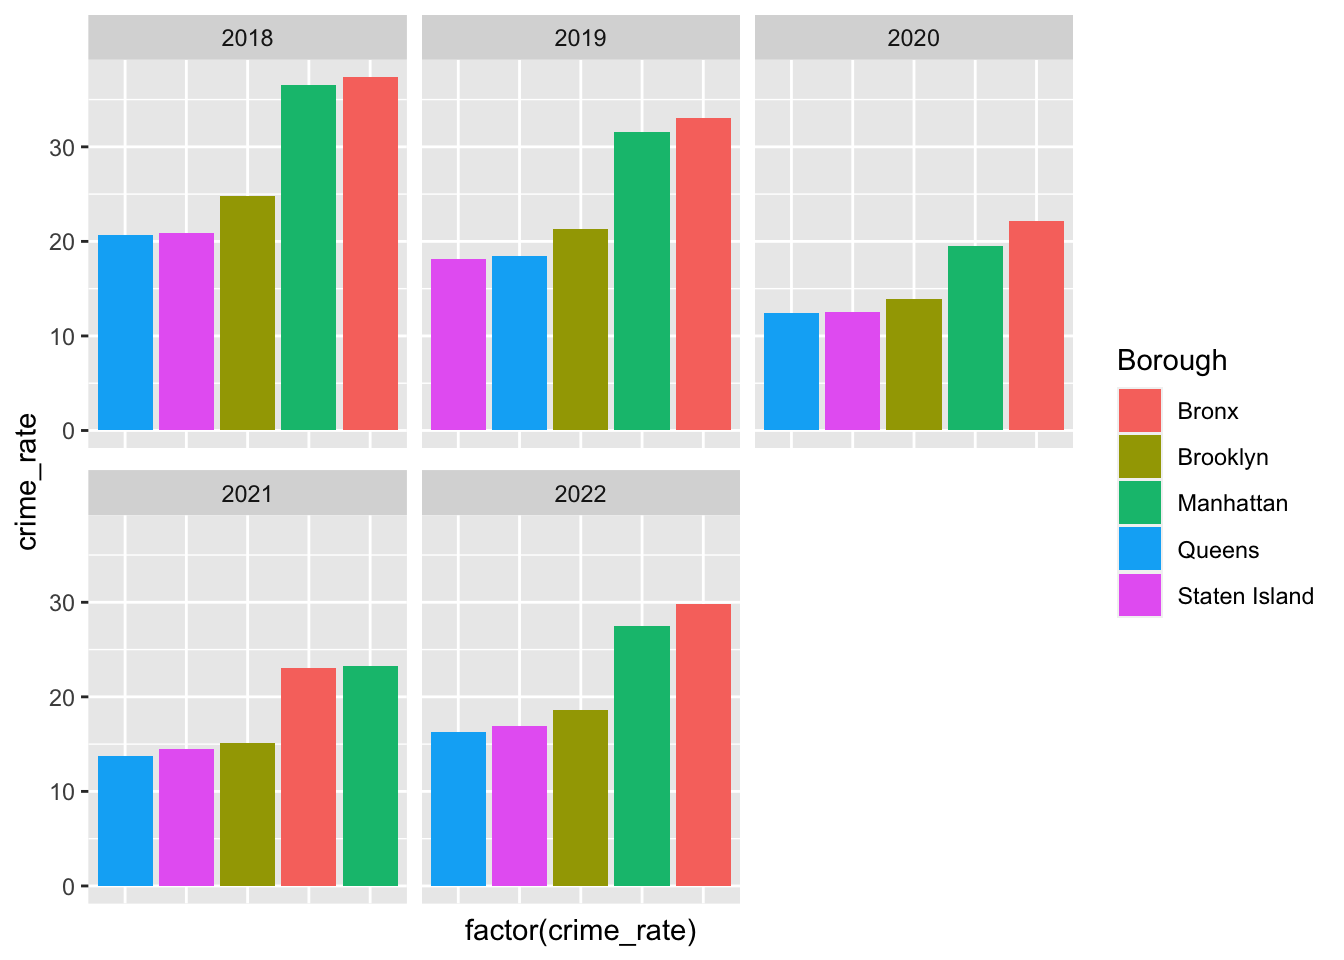 2018
2019
2020
30
20
10
0
2021
2022
30
20
10
0
crime_rate
factor(crime_rate)
Borough
Bronx
Brooklyn
Manhattan
Queens
Staten Island